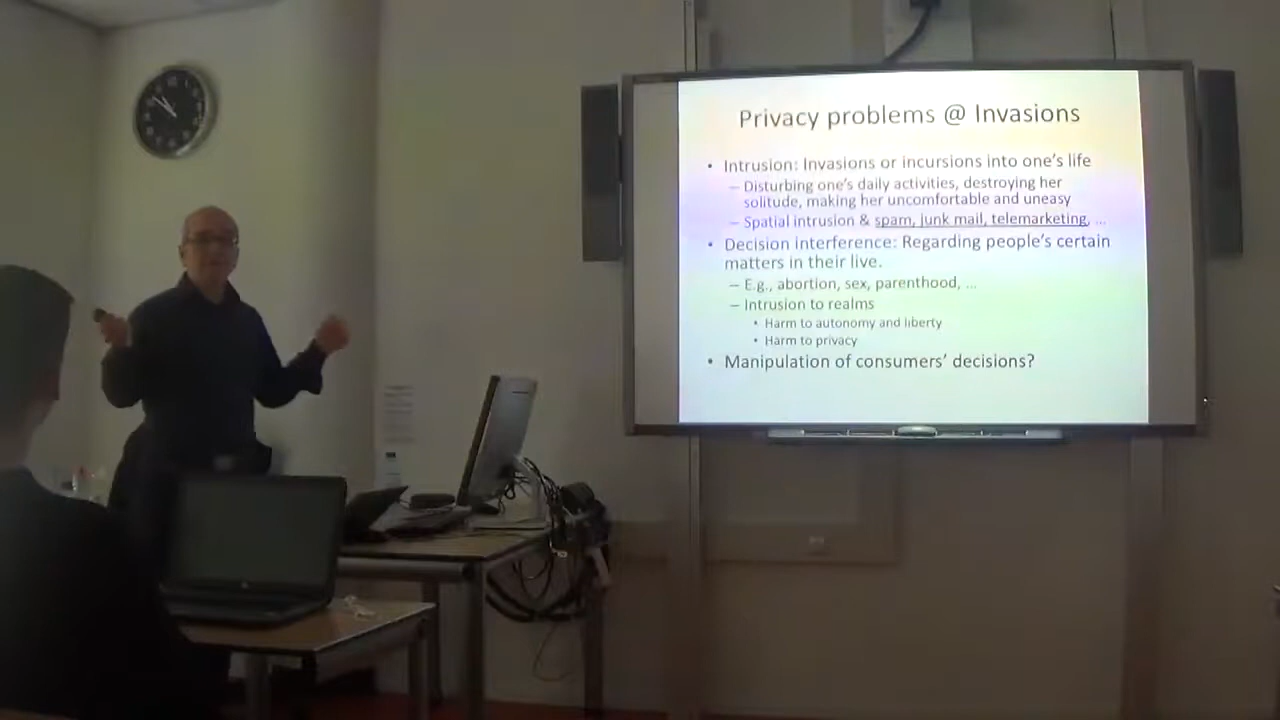 Privacy problems @ Invasions
• Intrusion: Invasions or incursions into one's life
– Disturbing one's daily activities, destroying her
solitude, making her uncomfortable and uneasy
– Spatial intrusion & spam, junk mail, telemarketing, ...
• Decision interference: Regarding people's certain
matters in their live.
– E.g., abortion, sex, parenthood, ...
– Intrusion to realms
• Harm to autonomy and liberty
• Harm to privacy
• Manipulation of consumers' decisions?